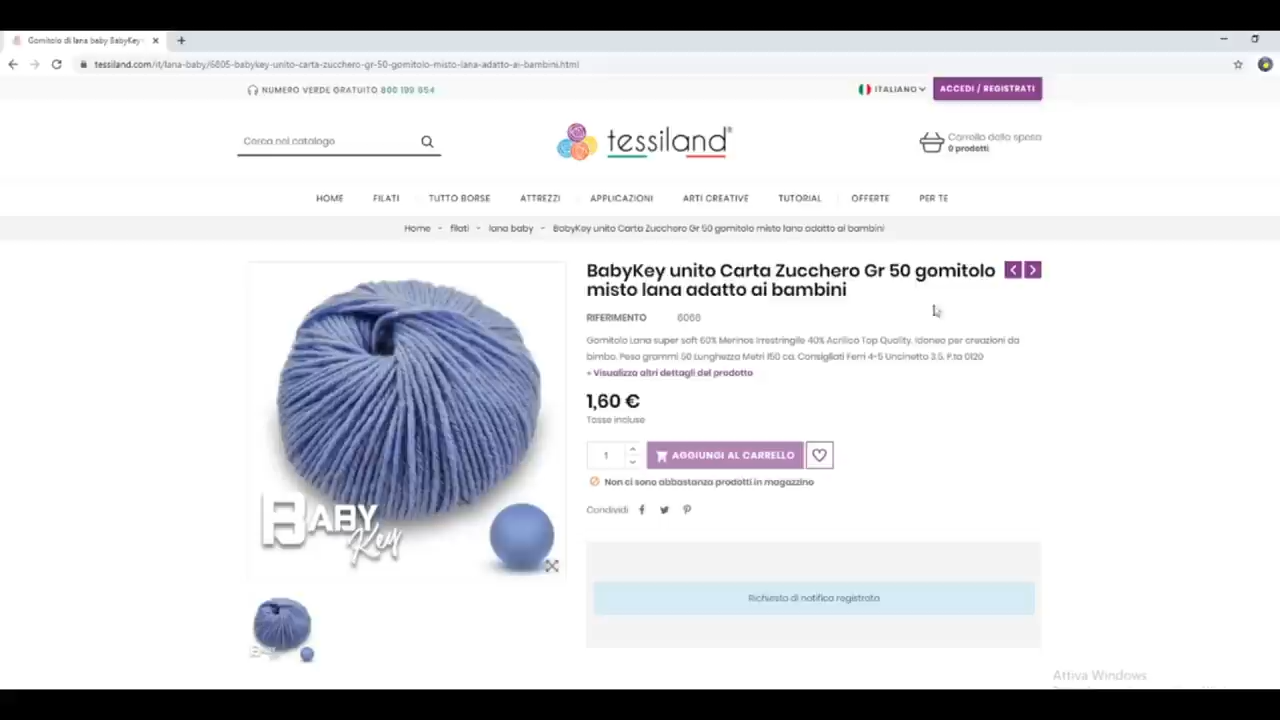 Gomitolo di lana baby BabyKey
tessiland.com/it/lana-baby/6805-babykey-unito-carta-zucchero-gr-50-gomitolo-misto-lana-adatto-ai-bambini.html
NUMERO VERDE GRATUITO 800 199 654
ITALIANO
ACCEDI / REGISTRATI
Cerca nel catalogo
tessiland®
Carrello della spesa
0 prodotti
HOME FILATI TUTTO BORSE ATTREZZI APPLICAZIONI ARTI CREATIVE TUTORIAL OFFERTE PER TE
Home - filati - lana baby - BabyKey unito Carta Zucchero Gr 50 gomitolo misto lana adatto ai bambini
BabyKey unito Carta Zucchero Gr 50 gomitolo
misto lana adatto ai bambini
RIFERIMENTO 6066
Gomitolo Lana super soft 60% Merinos Irrestringile 40% Acrilico Top Quality. Idoneo per creazioni da
bimbo. Peso grammi 50 Lunghezza Metri 150 ca. Consigliati Ferri 4-5 Uncinetto 3.5. P.ta 0120
+ Visualizza altri dettagli del prodotto
1,60 €
Tasse incluse
1
AGGIUNGI AL CARRELLO
Non ci sono abbastanza prodotti in magazzino
Condividi
BABY
Key
Richiesta di notifica registrata
Attiva Windows